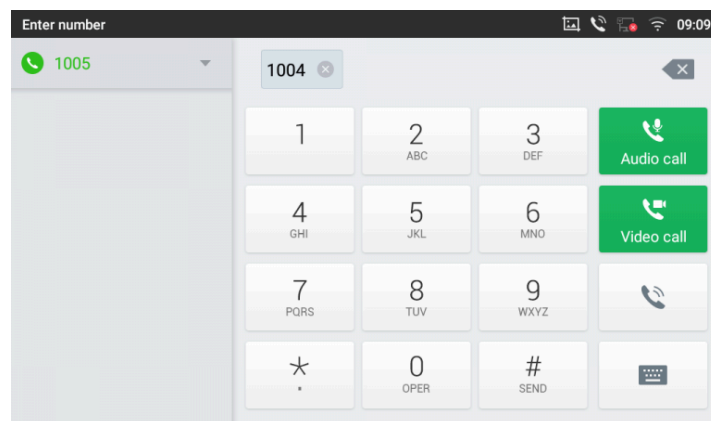 Enter number
09:09
1005
1004
1
2
ABC
3
DEF
Audio call
4
GHI
5
JKL
6
MNO
Video call
7
PQRS
8
TUV
9
WXYZ
*
.
0
OPER
#
SEND